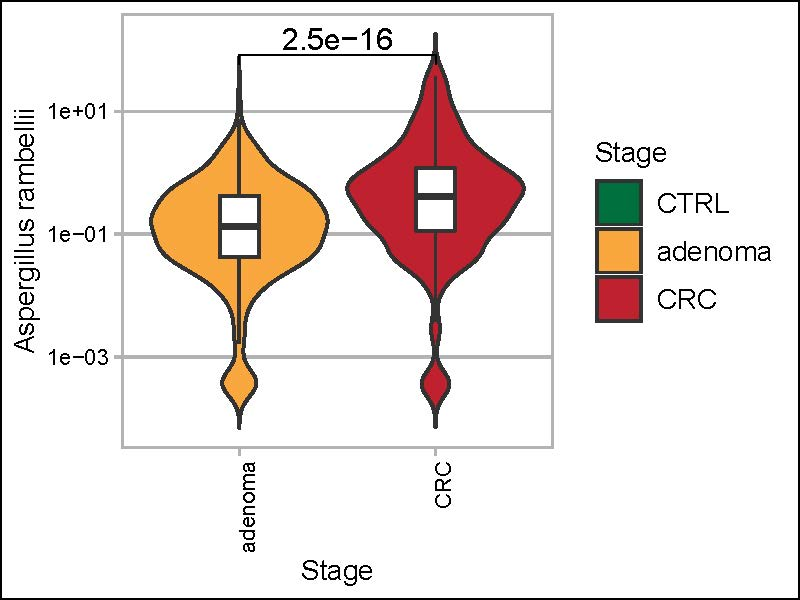 2.5e−16
1e+01
1e−01
1e−03
Aspergillus rambellii
adenoma
CRC
Stage
Stage
CTRL
adenoma
CRC